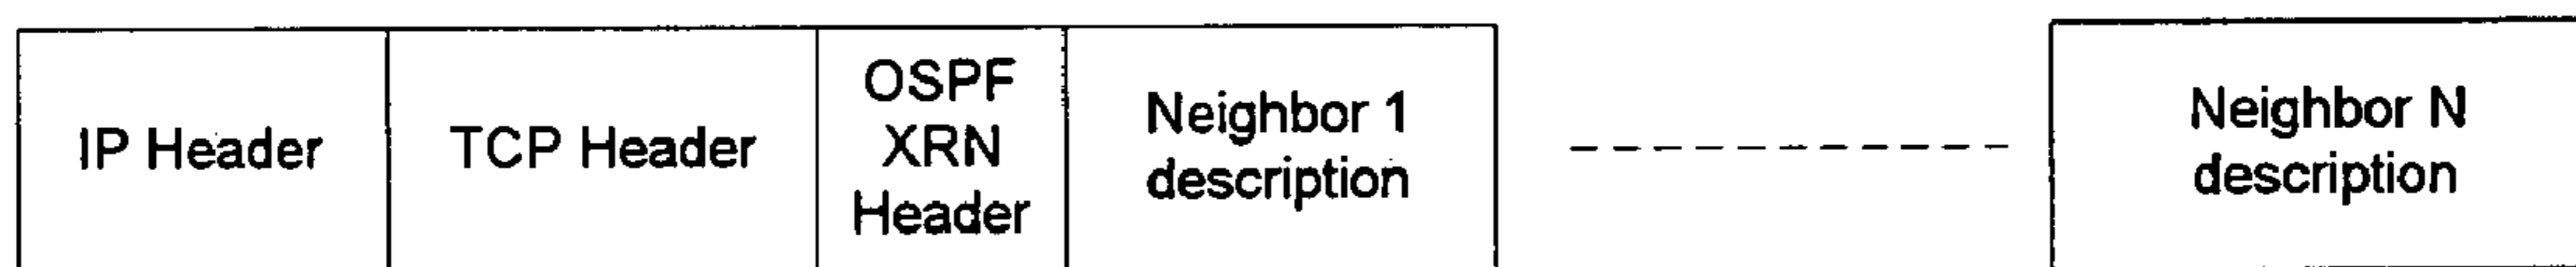 IP Header
TCP Header
OSPF
XRN
Header
Neighbor 1
description
Neighbor N
description